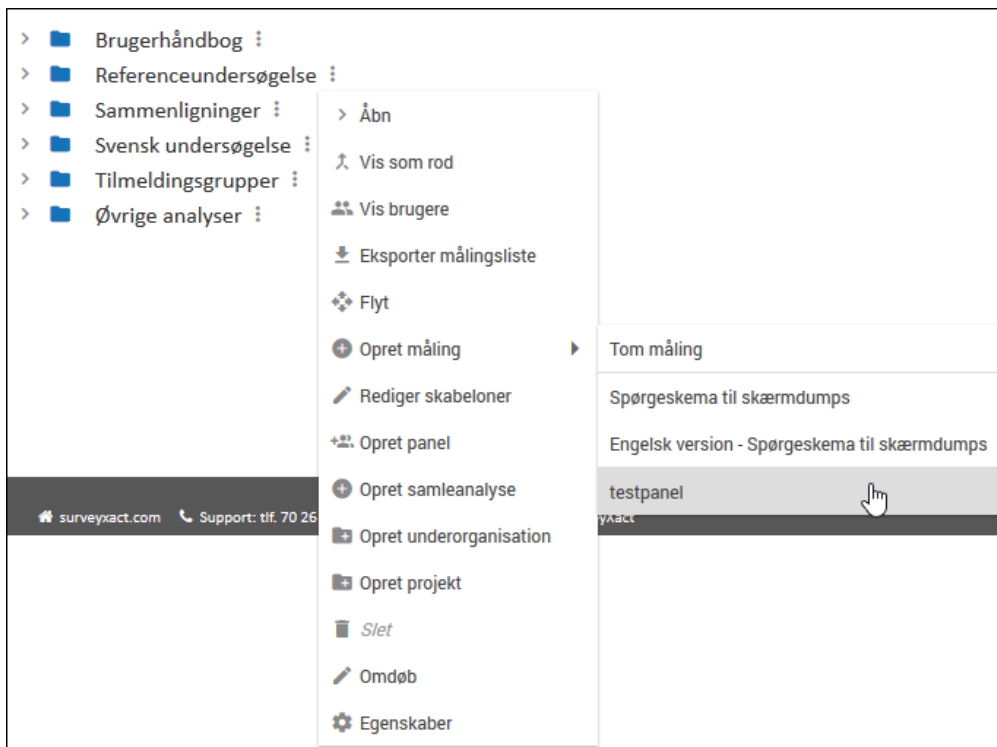 Brugerhåndbog
Referenceundersøgelse
Sammenligninger
Svensk undersøgelse
Tilmeldingsgrupper
Øvrige analyser
Åbn
Vis som rod
Vis brugere
Eksporter målingsliste
Flyt
Opret måling
Rediger skabeloner
Opret panel
Opret samleanalyse
Opret underorganisation
Opret projekt
Slet
Omdøb
Egenskaber
Tom måling
Spørgeskema til skærmdumps
Engelsk version - Spørgeskema til skærmdumps
testpanel
surveyxact.com Support: tlf. 70 26